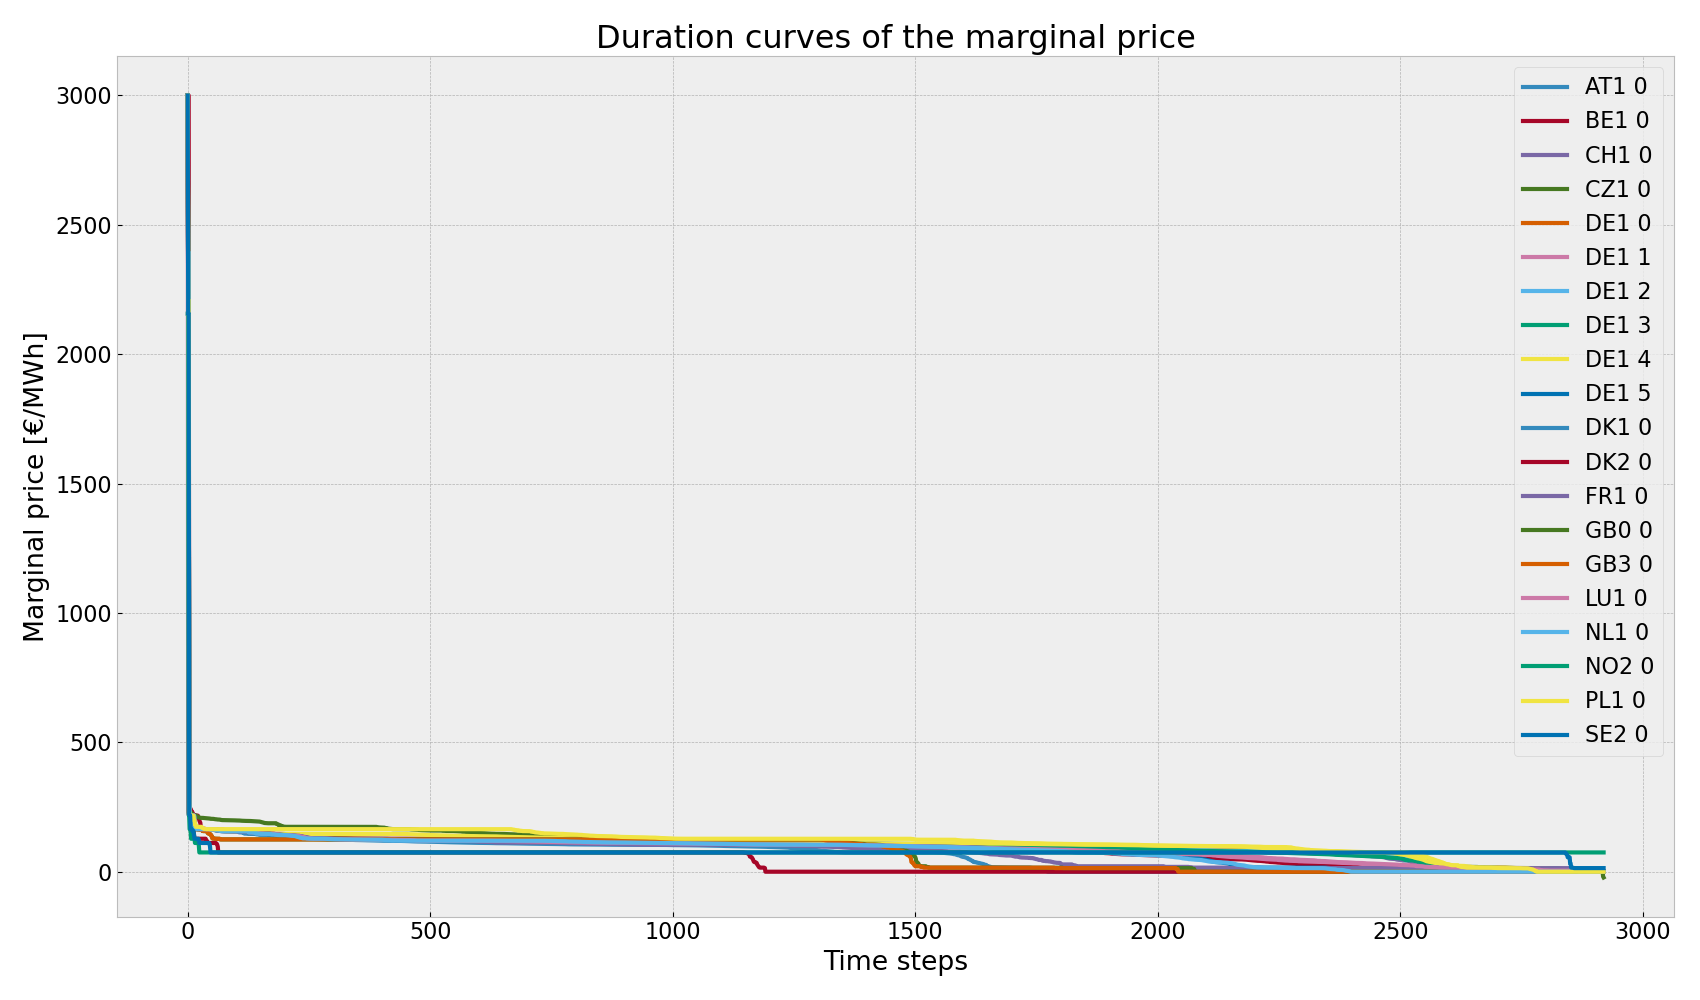 Duration curves of the marginal price
Marginal price [€/MWh]
3000
2500
2000
1500
1000
500
0
0
500
1000
1500
2000
2500
3000
Time steps
AT1 0
BE1 0
CH1 0
CZ1 0
DE1 0
DE1 1
DE1 2
DE1 3
DE1 4
DE1 5
DK1 0
DK2 0
FR1 0
GB0 0
GB3 0
LU1 0
NL1 0
NO2 0
PL1 0
SE2 0